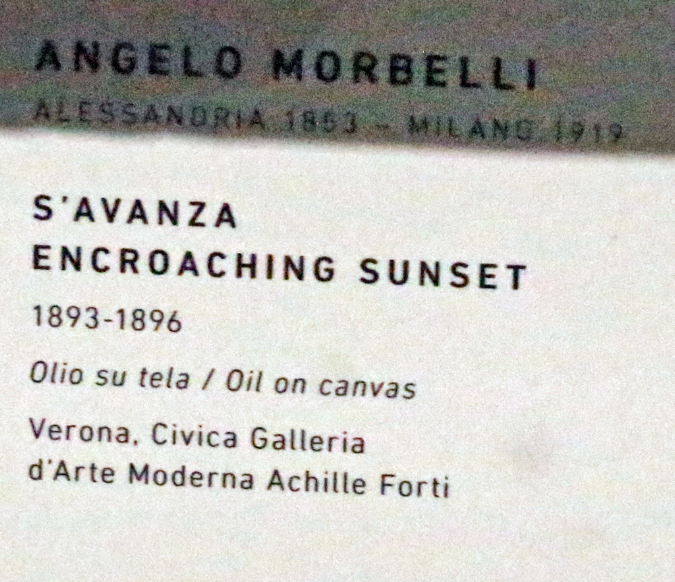 ANGELO MORBELLI
ALESSANDRIA 1853 – MILANO 1919
S'AVANZA
ENCROACHING SUNSET
1893-1896
Olio su tela / Oil on canvas
Verona, Civica Galleria
d'Arte Moderna Achille Forti